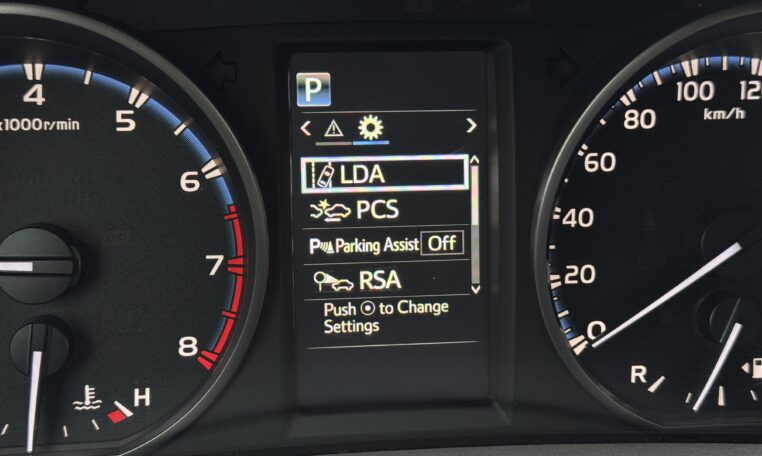 4
x1000r/min
5
6
7
8
H
P
LDA
PCS
P Parking Assist Off
RSA
Push to Change
Settings
100
120
km/h
80
60
40
20
0
R